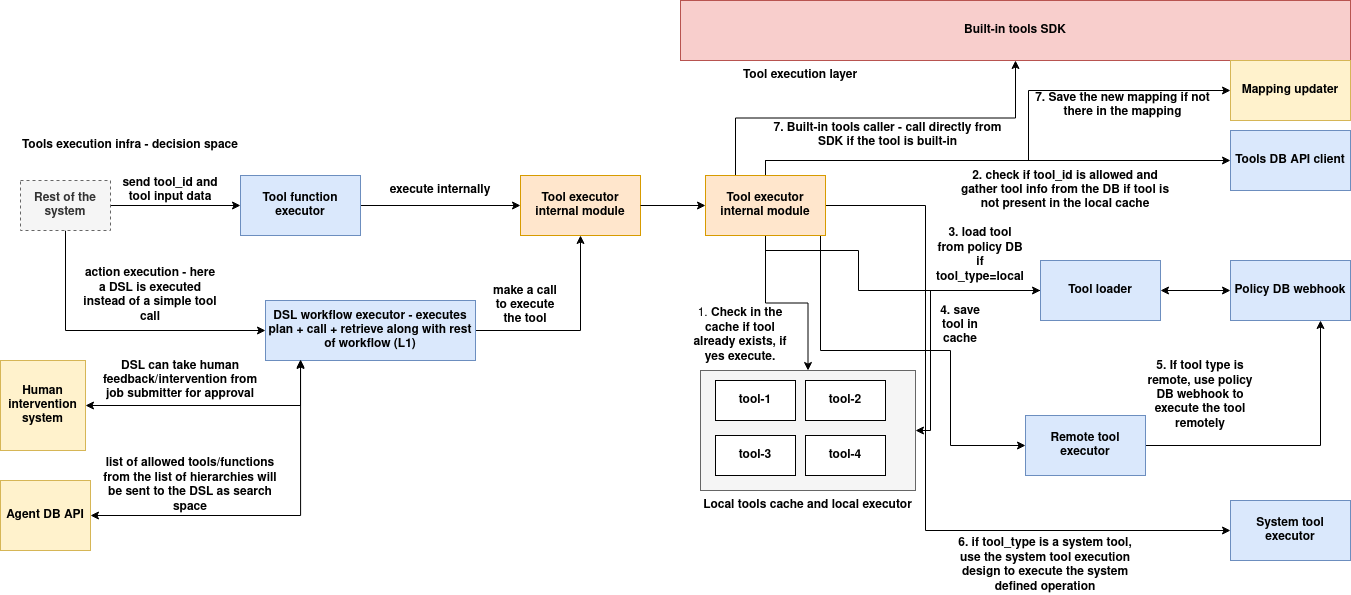 Built-in tools SDK
Tool execution layer
Mapping updater
7. Save the new mapping if not
there in the mapping
7. Built-in tools caller - call directly from
SDK if the tool is built-in
Tools DB API client
2. check if tool_id is allowed and
gather tool info from the DB if tool is
not present in the local cache
Tools execution infra - decision space
Rest of the
system
send tool_id and
tool input data
Tool function
executor
execute internally
Tool executor
internal module
Tool executor
internal module
3. load tool
from policy DB
if
tool_type=local
Tool loader
Policy DB webhook
action execution - here
a DSL is executed
instead of a simple tool
call
DSL workflow executor - executes
plan + call + retrieve along with rest
of workflow (L1)
make a call
to execute
the tool
1. Check in the
cache if tool
already exists, if
yes execute.
4. save
tool in
cache
Human
intervention
system
DSL can take human
feedback/intervention from
job submitter for approval
tool-1
tool-2
tool-3
tool-4
Local tools cache and local executor
5. If tool type is
remote, use policy
DB webhook to
execute the tool
remotely
Remote tool
executor
Agent DB API
list of allowed tools/functions
from the list of hierarchies will
be sent to the DSL as search
space
System tool
executor
6. if tool_type is a system tool,
use the system tool execution
design to execute the system
defined operation